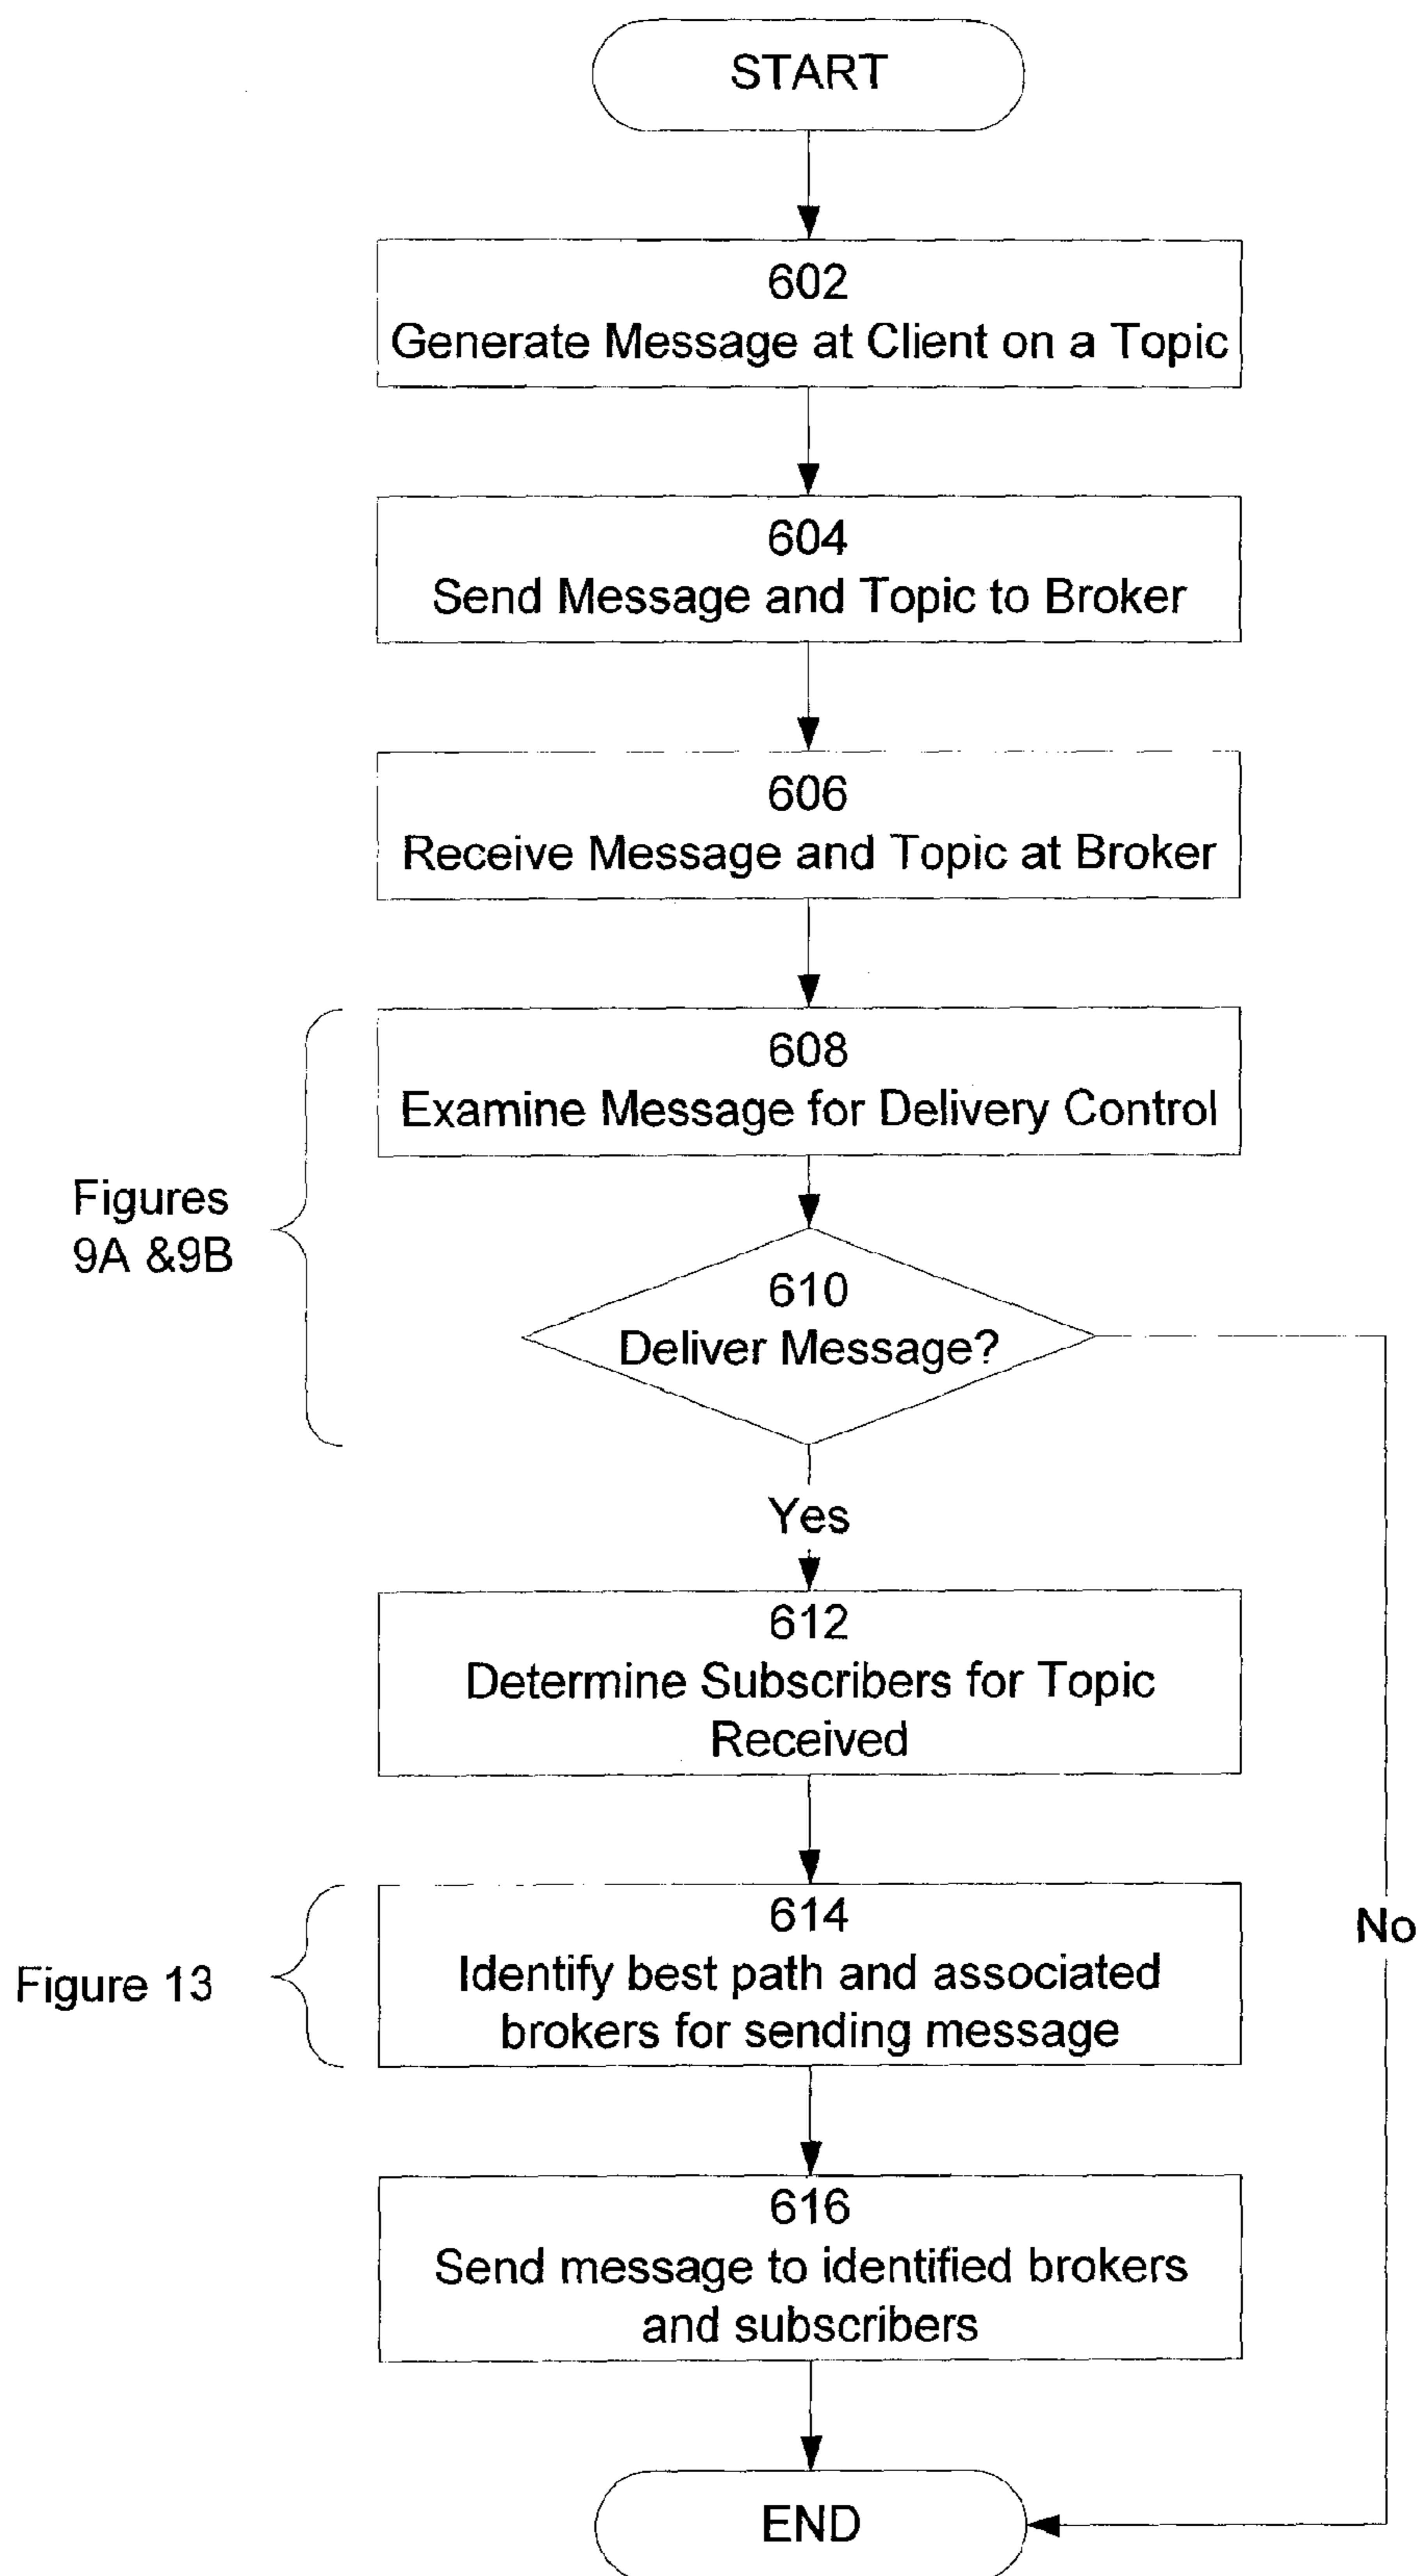 START
602
Generate Message at Client on a Topic
604
Send Message and Topic to Broker
606
Receive Message and Topic at Broker
608
Examine Message for Delivery Control
Figures
9A &9B
610
Deliver Message?
Yes
612
Determine Subscribers for Topic
Received
No
614
Identify best path and associated
brokers for sending message
Figure 13
616
Send message to identified brokers
and subscribers
END